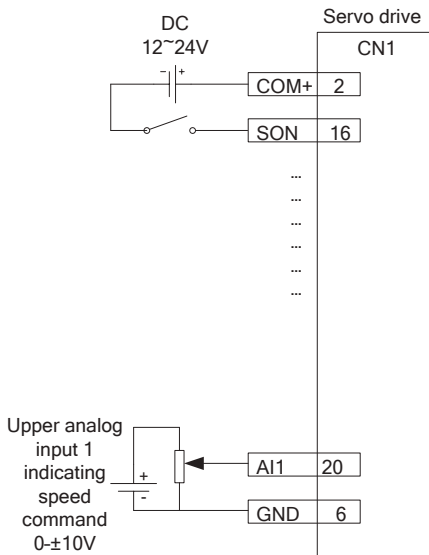 DC
12~24V
Servo drive
CN1
- +
COM+ 2
SON 16
...
...
...
...
...
...
Upper analog
input 1
indicating
speed
command
0-±10V
+
-
AI1 20
GND 6